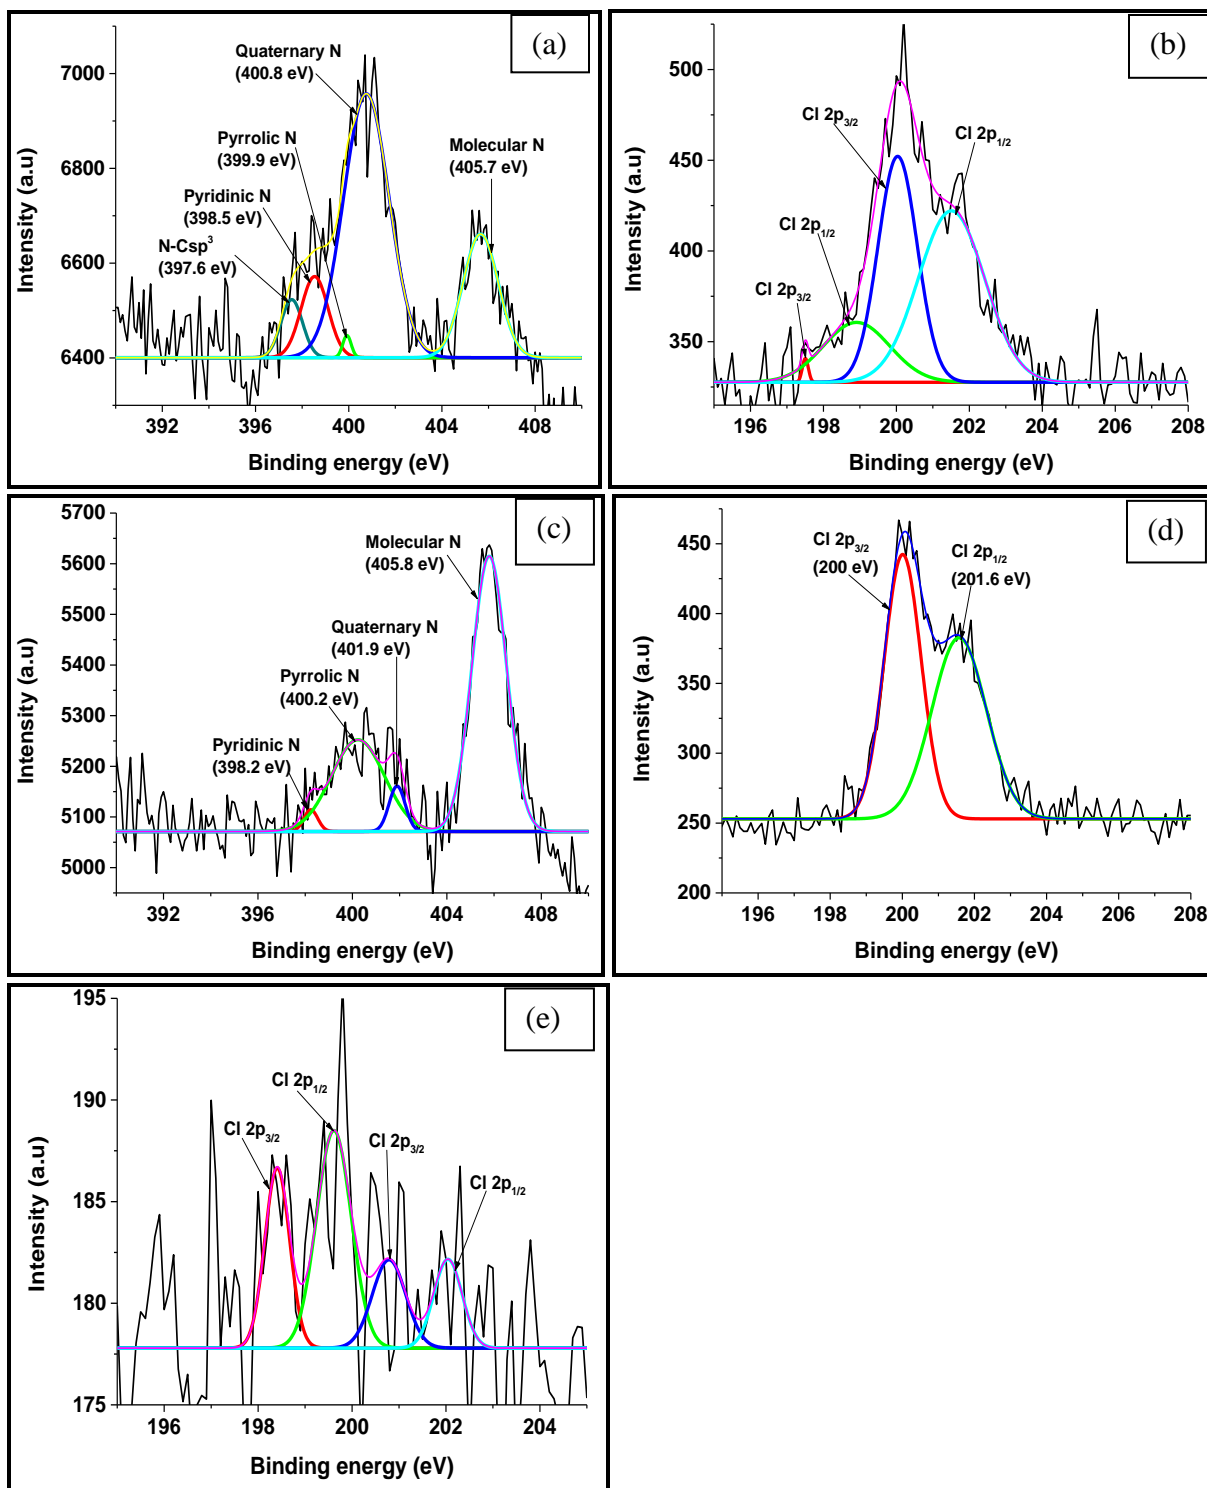 (a)
Quaternary N
(400.8 eV)
Pyrrolic N
(399.9 eV)
Pyridinic N
(398.5 eV)
N-Csp³
(397.6 eV)
Molecular N
(405.7 eV)
7000
6800
6600
6400
392 396 400 404 408
Intensity (a.u)
Binding energy (eV)
(b)
Cl 2p3/2
Cl 2p1/2
Cl 2p1/2
Cl 2p3/2
500
450
400
350
196 198 200 202 204 206 208
Intensity (a.u)
Binding energy (eV)
(c)
Molecular N
(405.8 eV)
Quaternary N
(401.9 eV)
Pyrrolic N
(400.2 eV)
Pyridinic N
(398.2 eV)
5700
5600
5500
5400
5300
5200
5100
5000
392 396 400 404 408
Intensity (a.u)
Binding energy (eV)
(d)
Cl 2p3/2
(200 eV)
Cl 2p1/2
(201.6 eV)
450
400
350
300
250
200
196 198 200 202 204 206 208
Intensity (a.u)
Binding energy (eV)
(e)
Cl 2p1/2
Cl 2p3/2
Cl 2p3/2
Cl 2p1/2
195
190
185
180
175
196 198 200 202 204
Intensity (a.u)
Binding energy (eV)